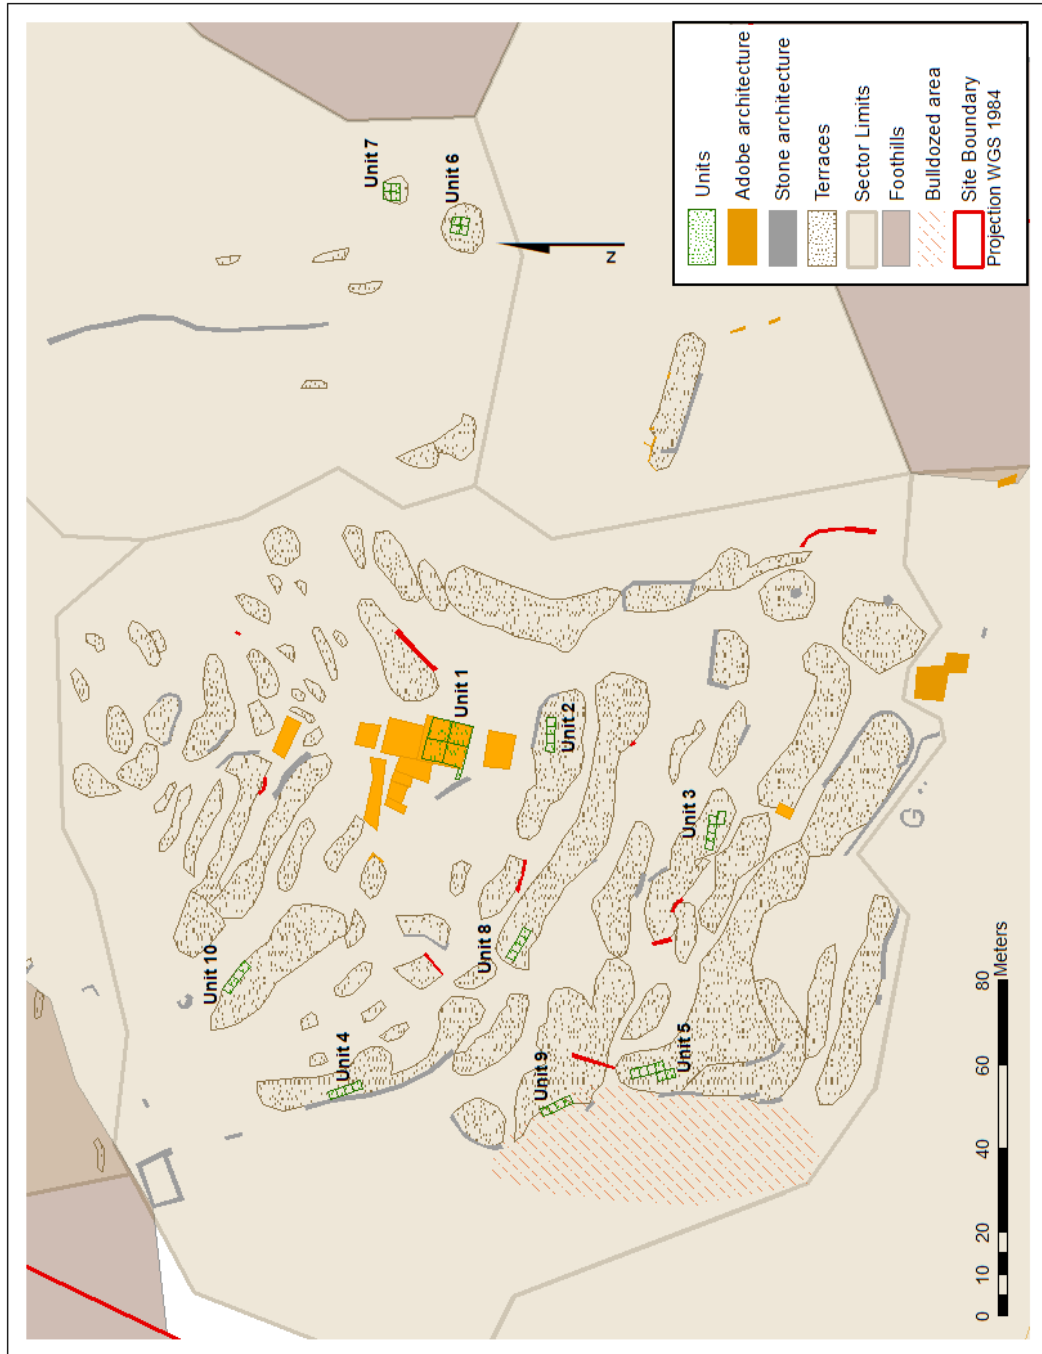 Unit 7
Unit 6
N
Unit 1
Unit 2
Unit 3
Unit 10
Unit 8
Unit 4
Unit 9
Unit 5
Units
Adobe architecture
Stone architecture
Terraces
Sector Limits
Foothills
Bulldozed area
Site Boundary
Projection WGS 1984
0 10 20 40 60 80
Meters